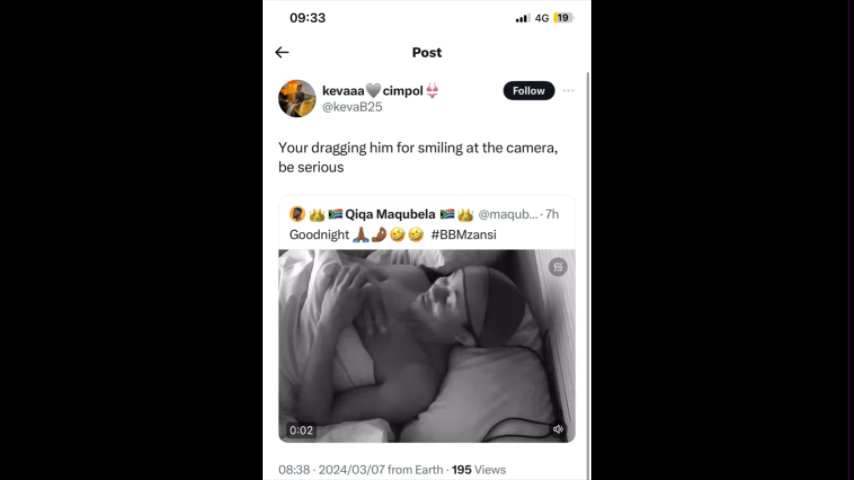 09:33
4G 19
Post
kevaaa🩶cimpol👙
Follow
@kevaB25
Your dragging him for smiling at the camera,
be serious
👑🇿🇦Qiqa Maqubela🇿🇦👑 @maqub... · 7h
Goodnight 🙏🏾🤌🏾🤣🤣 #BBMzansi
0:02
08:38 · 2024/03/07 from Earth · 195 Views